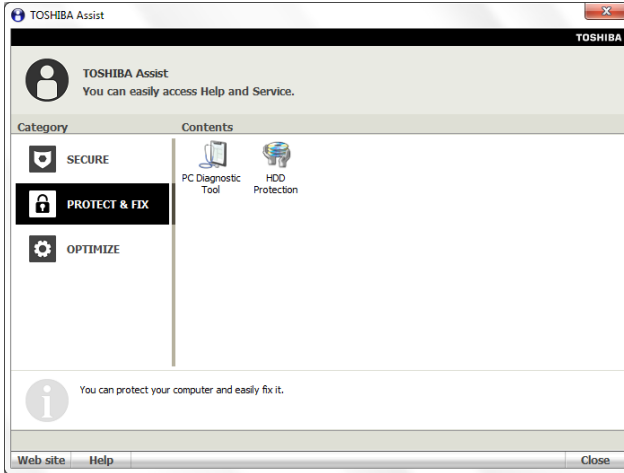 TOSHIBA Assist
TOSHIBA
TOSHIBA Assist
You can easily access Help and Service.
Category
Contents
SECURE
PROTECT & FIX
OPTIMIZE
PC Diagnostic
Tool
HDD
Protection
You can protect your computer and easily fix it.
Web site
Help
Close